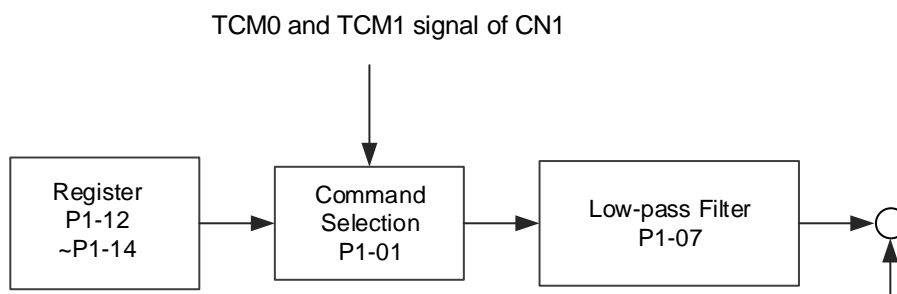 TCM0 and TCM1 signal of CN1
Register
P1-12
~P1-14
Command
Selection
P1-01
Low-pass Filter
P1-07